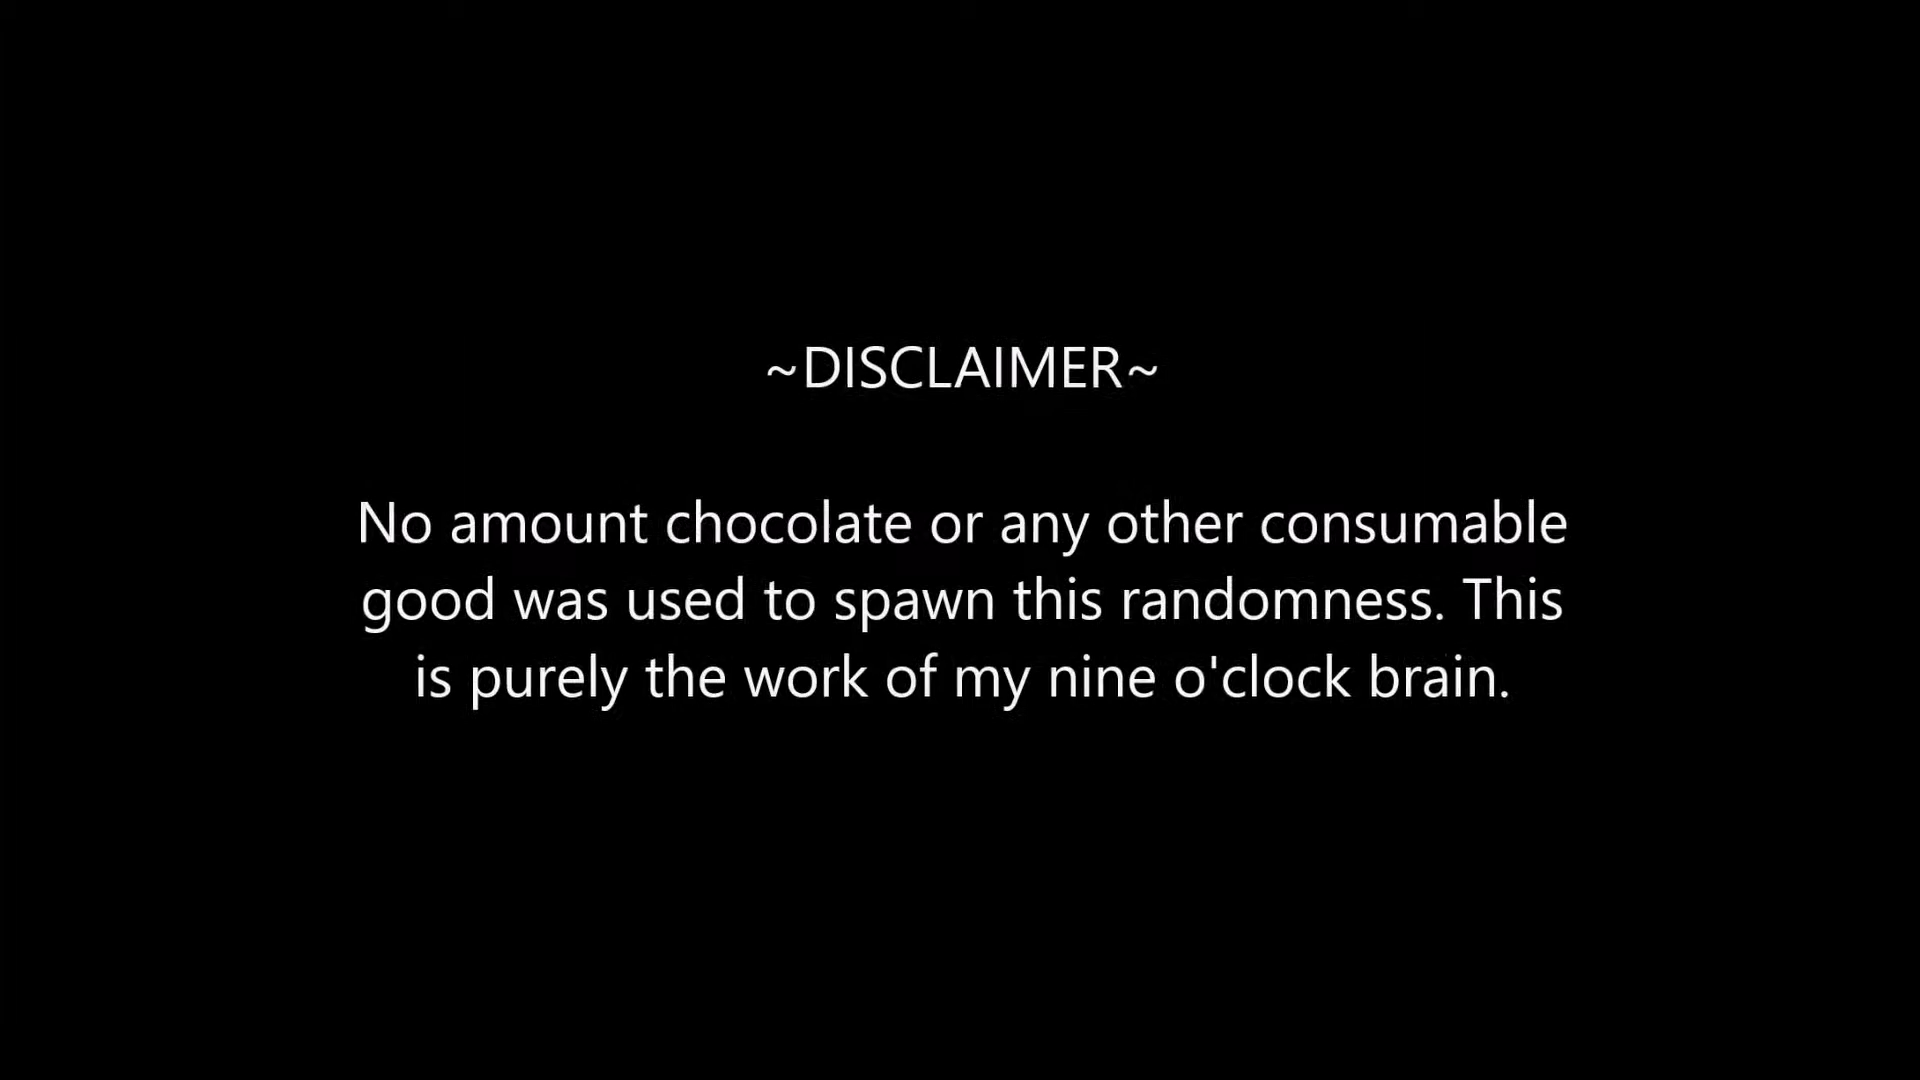 ~DISCLAIMER~
No amount chocolate or any other consumable
good was used to spawn this randomness. This
is purely the work of my nine o'clock brain.